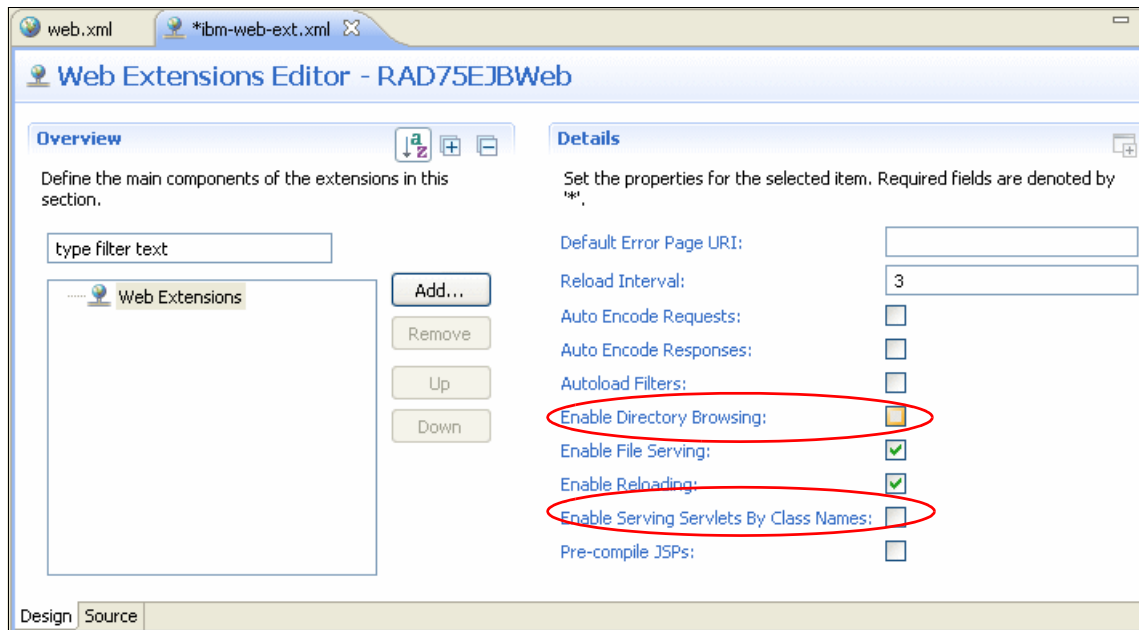 web.xml
*ibm-web-ext.xml
Web Extensions Editor - RAD75EJBWeb
Overview
Define the main components of the extensions in this
section.
type filter text
Web Extensions
Add...
Remove
Up
Down
Details
Set the properties for the selected item. Required fields are denoted by
'*'.
Default Error Page URI:
Reload Interval: 3
Auto Encode Requests:
Auto Encode Responses:
Autoload Filters:
Enable Directory Browsing:
Enable File Serving:
Enable Reloading:
Enable Serving Servlets By Class Names:
Pre-compile JSPs:
Design Source